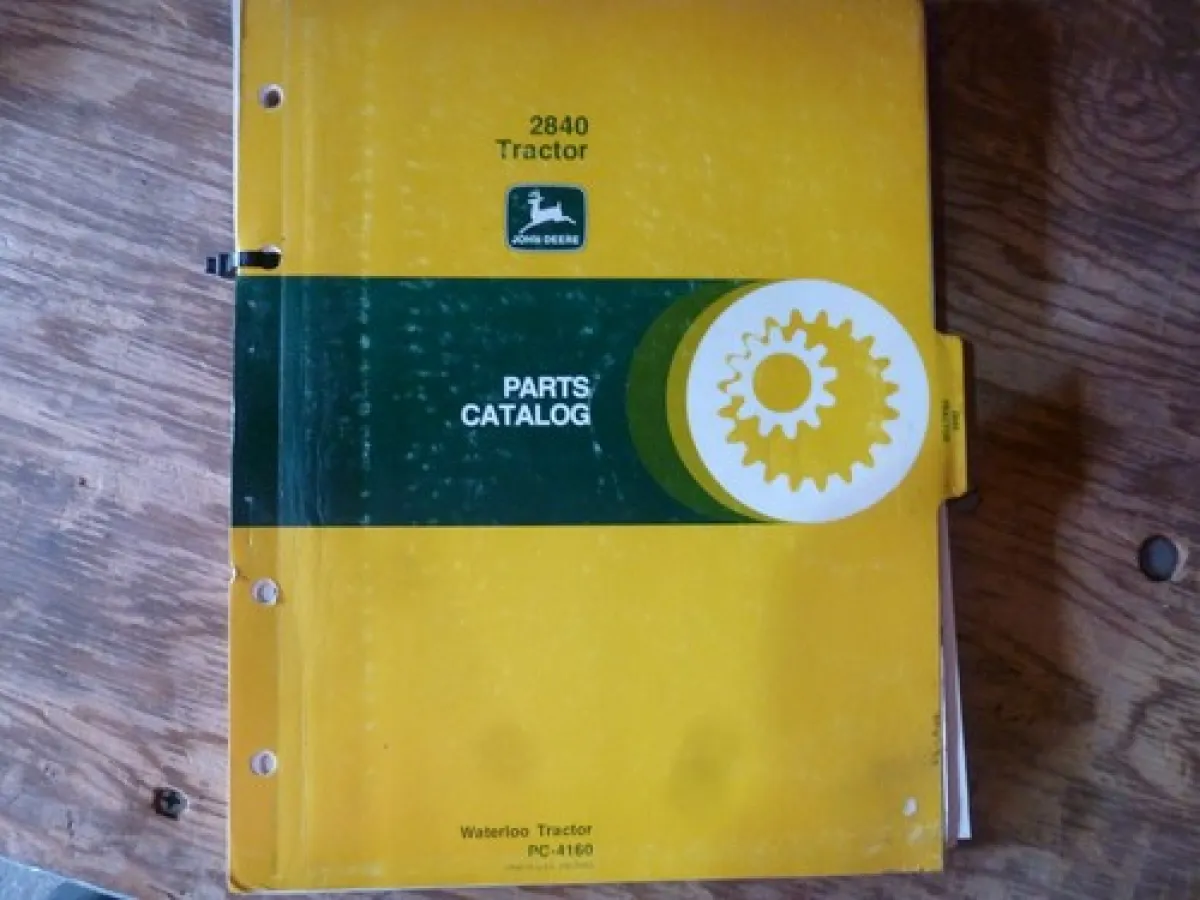 2840
Tractor
JOHN DEERE
PARTS
CATALOG
Waterloo Tractor
PC-4160